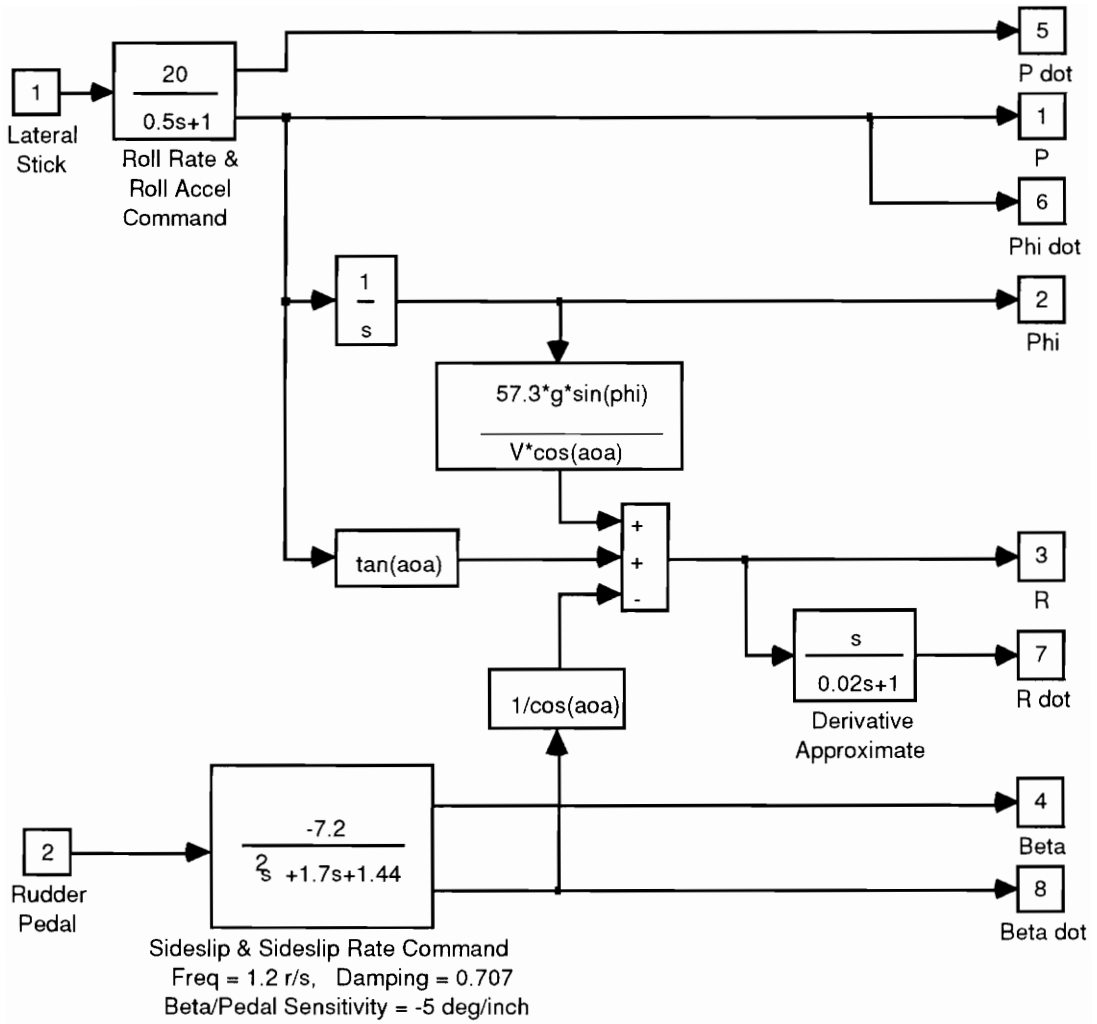 5
P dot
1
Lateral
Stick
20
0.5s+1
Roll Rate &
Roll Accel
Command
1
P
6
Phi dot
1
s
2
Phi
57.3*g*sin(phi)
V*cos(aoa)
tan(aoa)
+
+
-
3
R
s
0.02s+1
Derivative
Approximate
7
R dot
1/cos(aoa)
2
Rudder
Pedal
-7.2
s2 +1.7s+1.44
Sideslip & Sideslip Rate Command
Freq = 1.2 r/s, Damping = 0.707
Beta/Pedal Sensitivity = -5 deg/inch
4
Beta
8
Beta dot